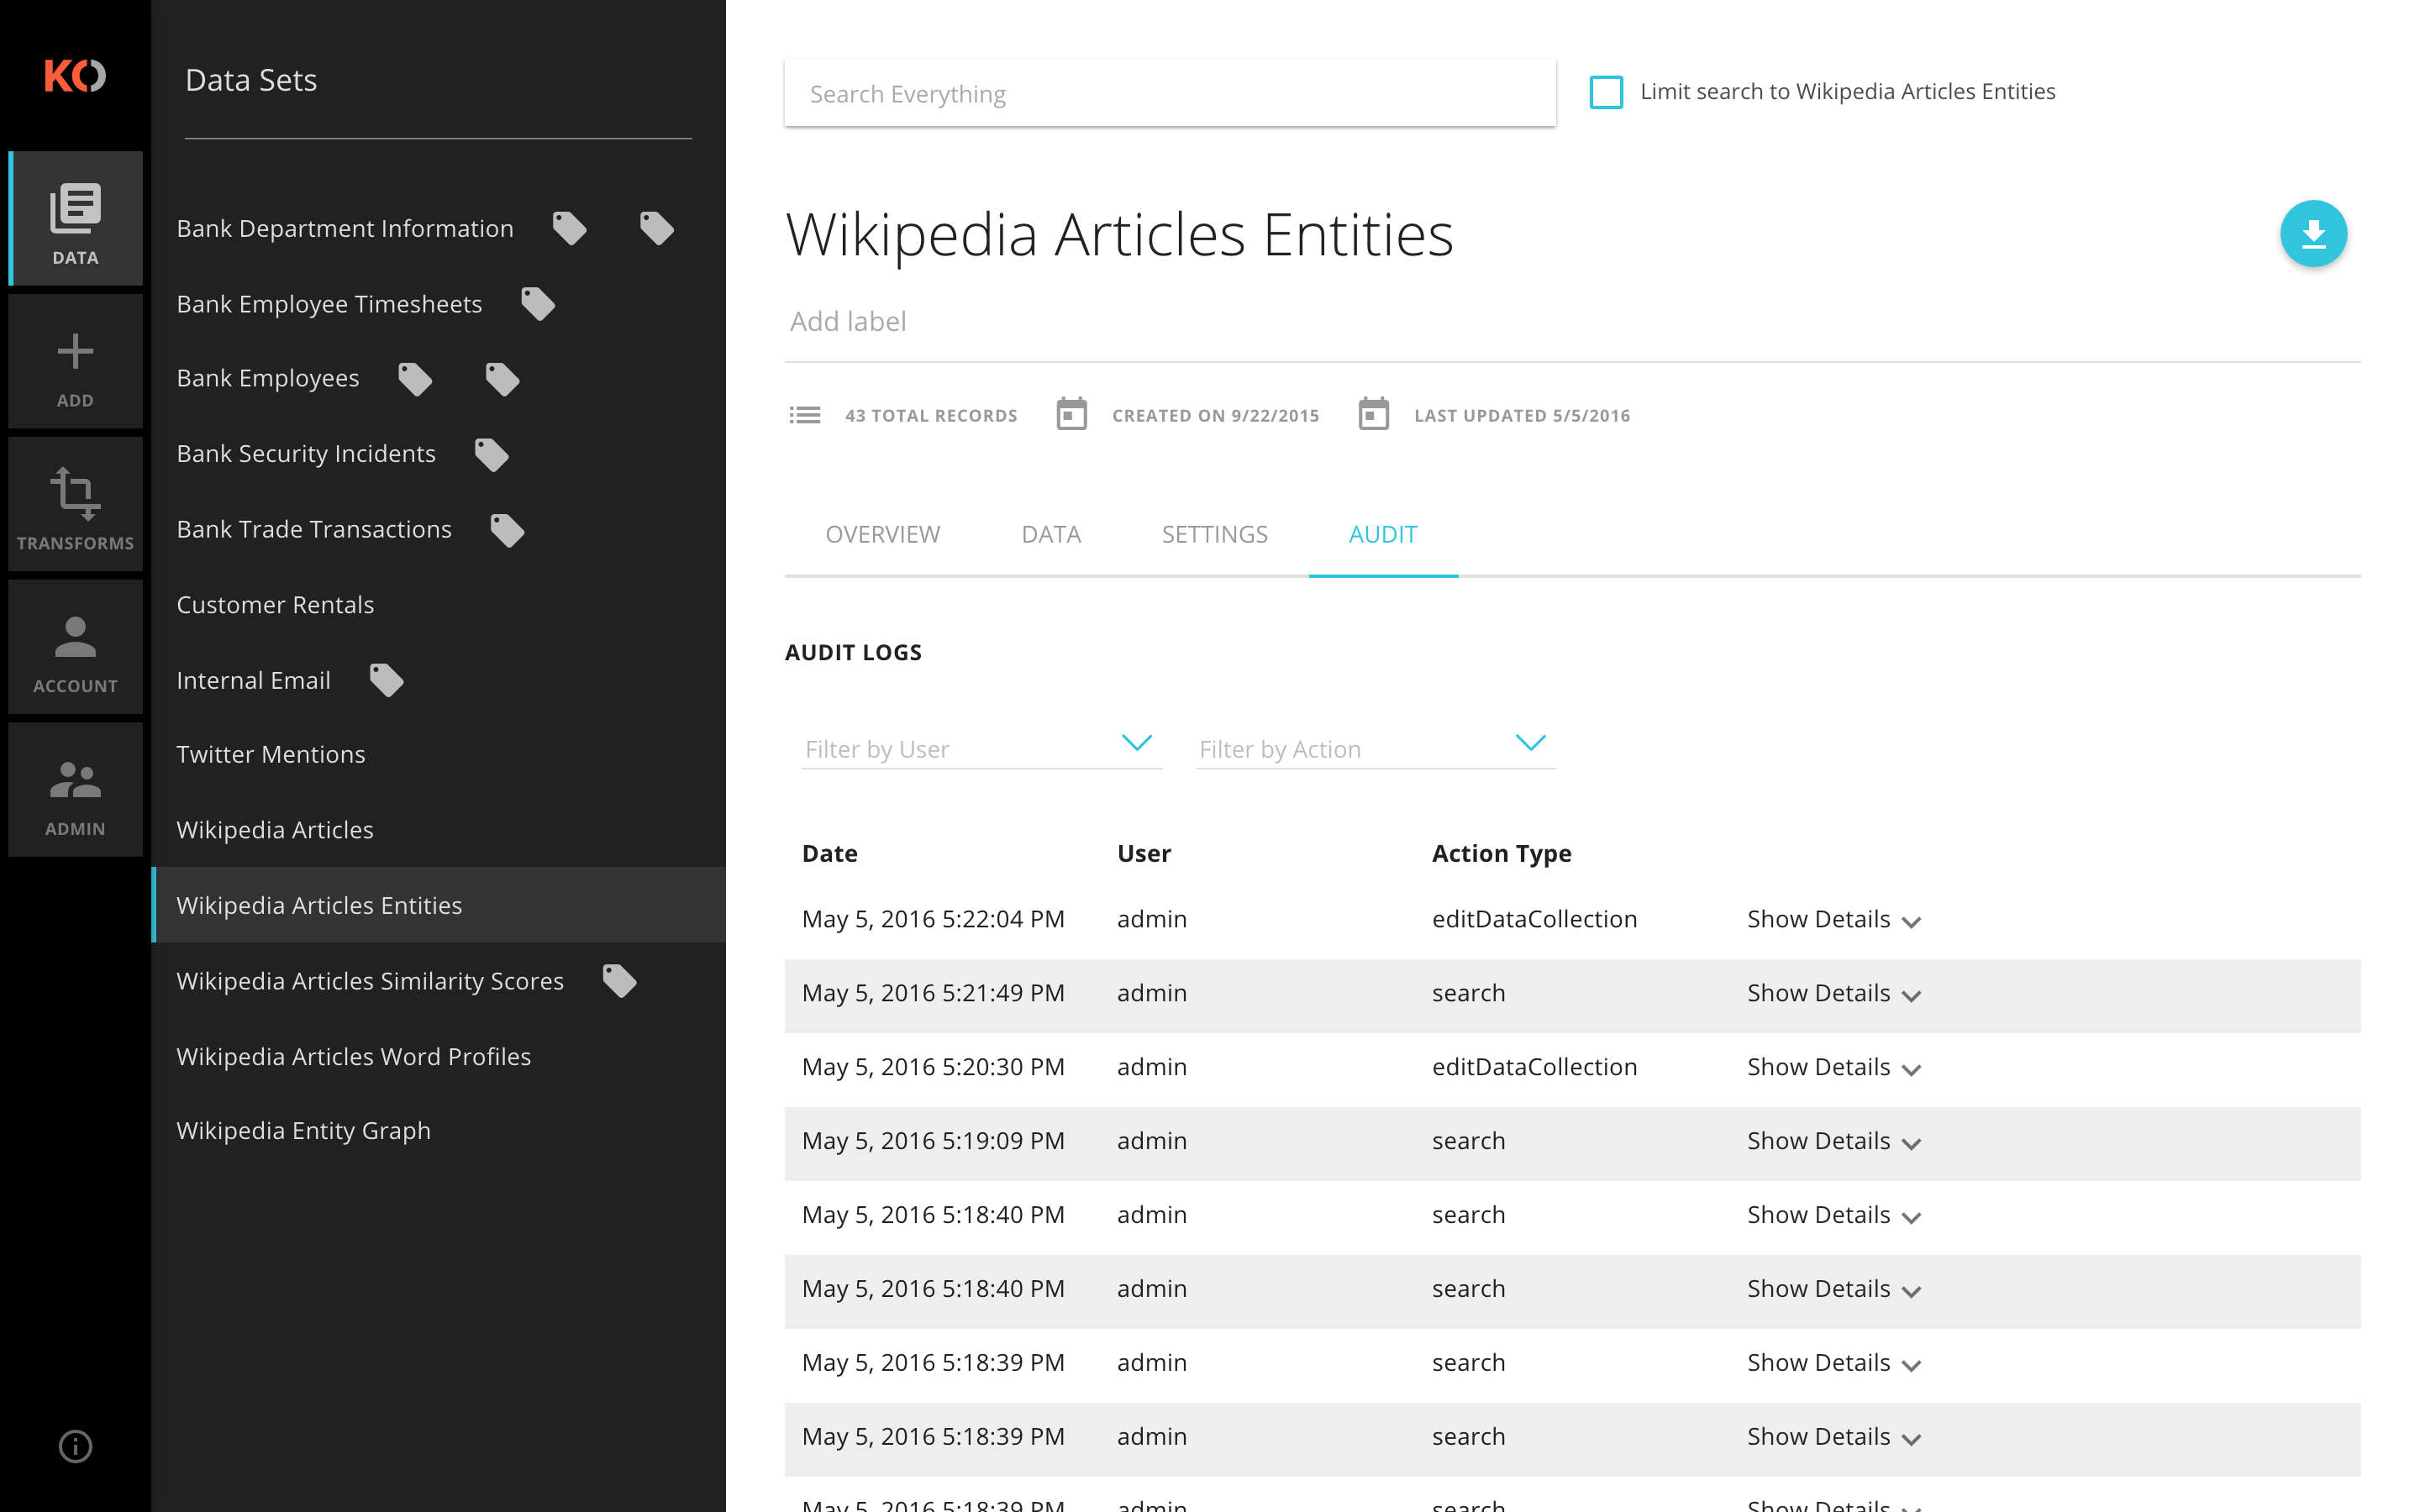 KO
DATA
ADD
TRANSFORMS
ACCOUNT
ADMIN
Data Sets
Bank Department Information
Bank Employee Timesheets
Bank Employees
Bank Security Incidents
Bank Trade Transactions
Customer Rentals
Internal Email
Twitter Mentions
Wikipedia Articles
Wikipedia Articles Entities
Wikipedia Articles Similarity Scores
Wikipedia Articles Word Profiles
Wikipedia Entity Graph
Search Everything
Limit search to Wikipedia Articles Entities
Wikipedia Articles Entities
Add label
43 TOTAL RECORDS CREATED ON 9/22/2015 LAST UPDATED 5/5/2016
OVERVIEW DATA SETTINGS AUDIT
AUDIT LOGS
Filter by User Filter by Action
Date User Action Type
May 5, 2016 5:22:04 PM admin editDataCollection Show Details
May 5, 2016 5:21:49 PM admin search Show Details
May 5, 2016 5:20:30 PM admin editDataCollection Show Details
May 5, 2016 5:19:09 PM admin search Show Details
May 5, 2016 5:18:40 PM admin search Show Details
May 5, 2016 5:18:40 PM admin search Show Details
May 5, 2016 5:18:39 PM admin search Show Details
May 5, 2016 5:18:39 PM admin search Show Details
May 5, 2016 5:18:39 PM admin search Show Details